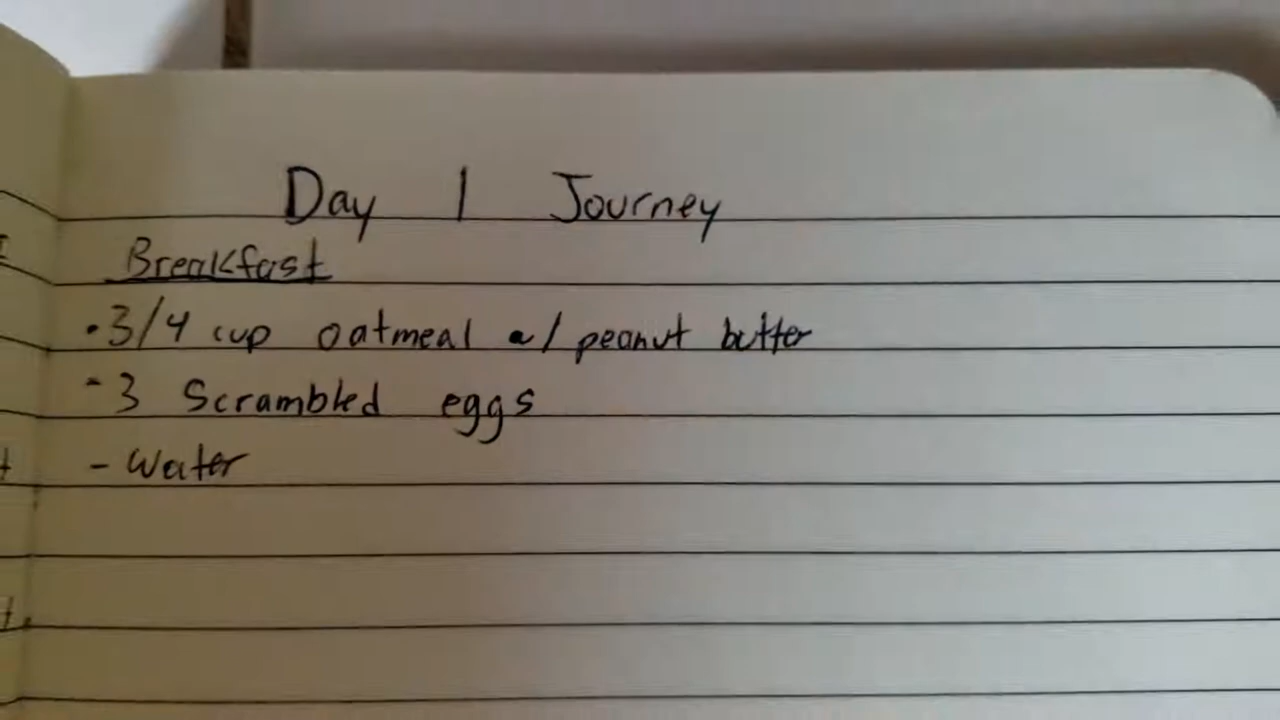 Day 1 Journey
Breakfast
• 3/4 cup oatmeal w/ peanut butter
- 3 Scrambled eggs
- Water